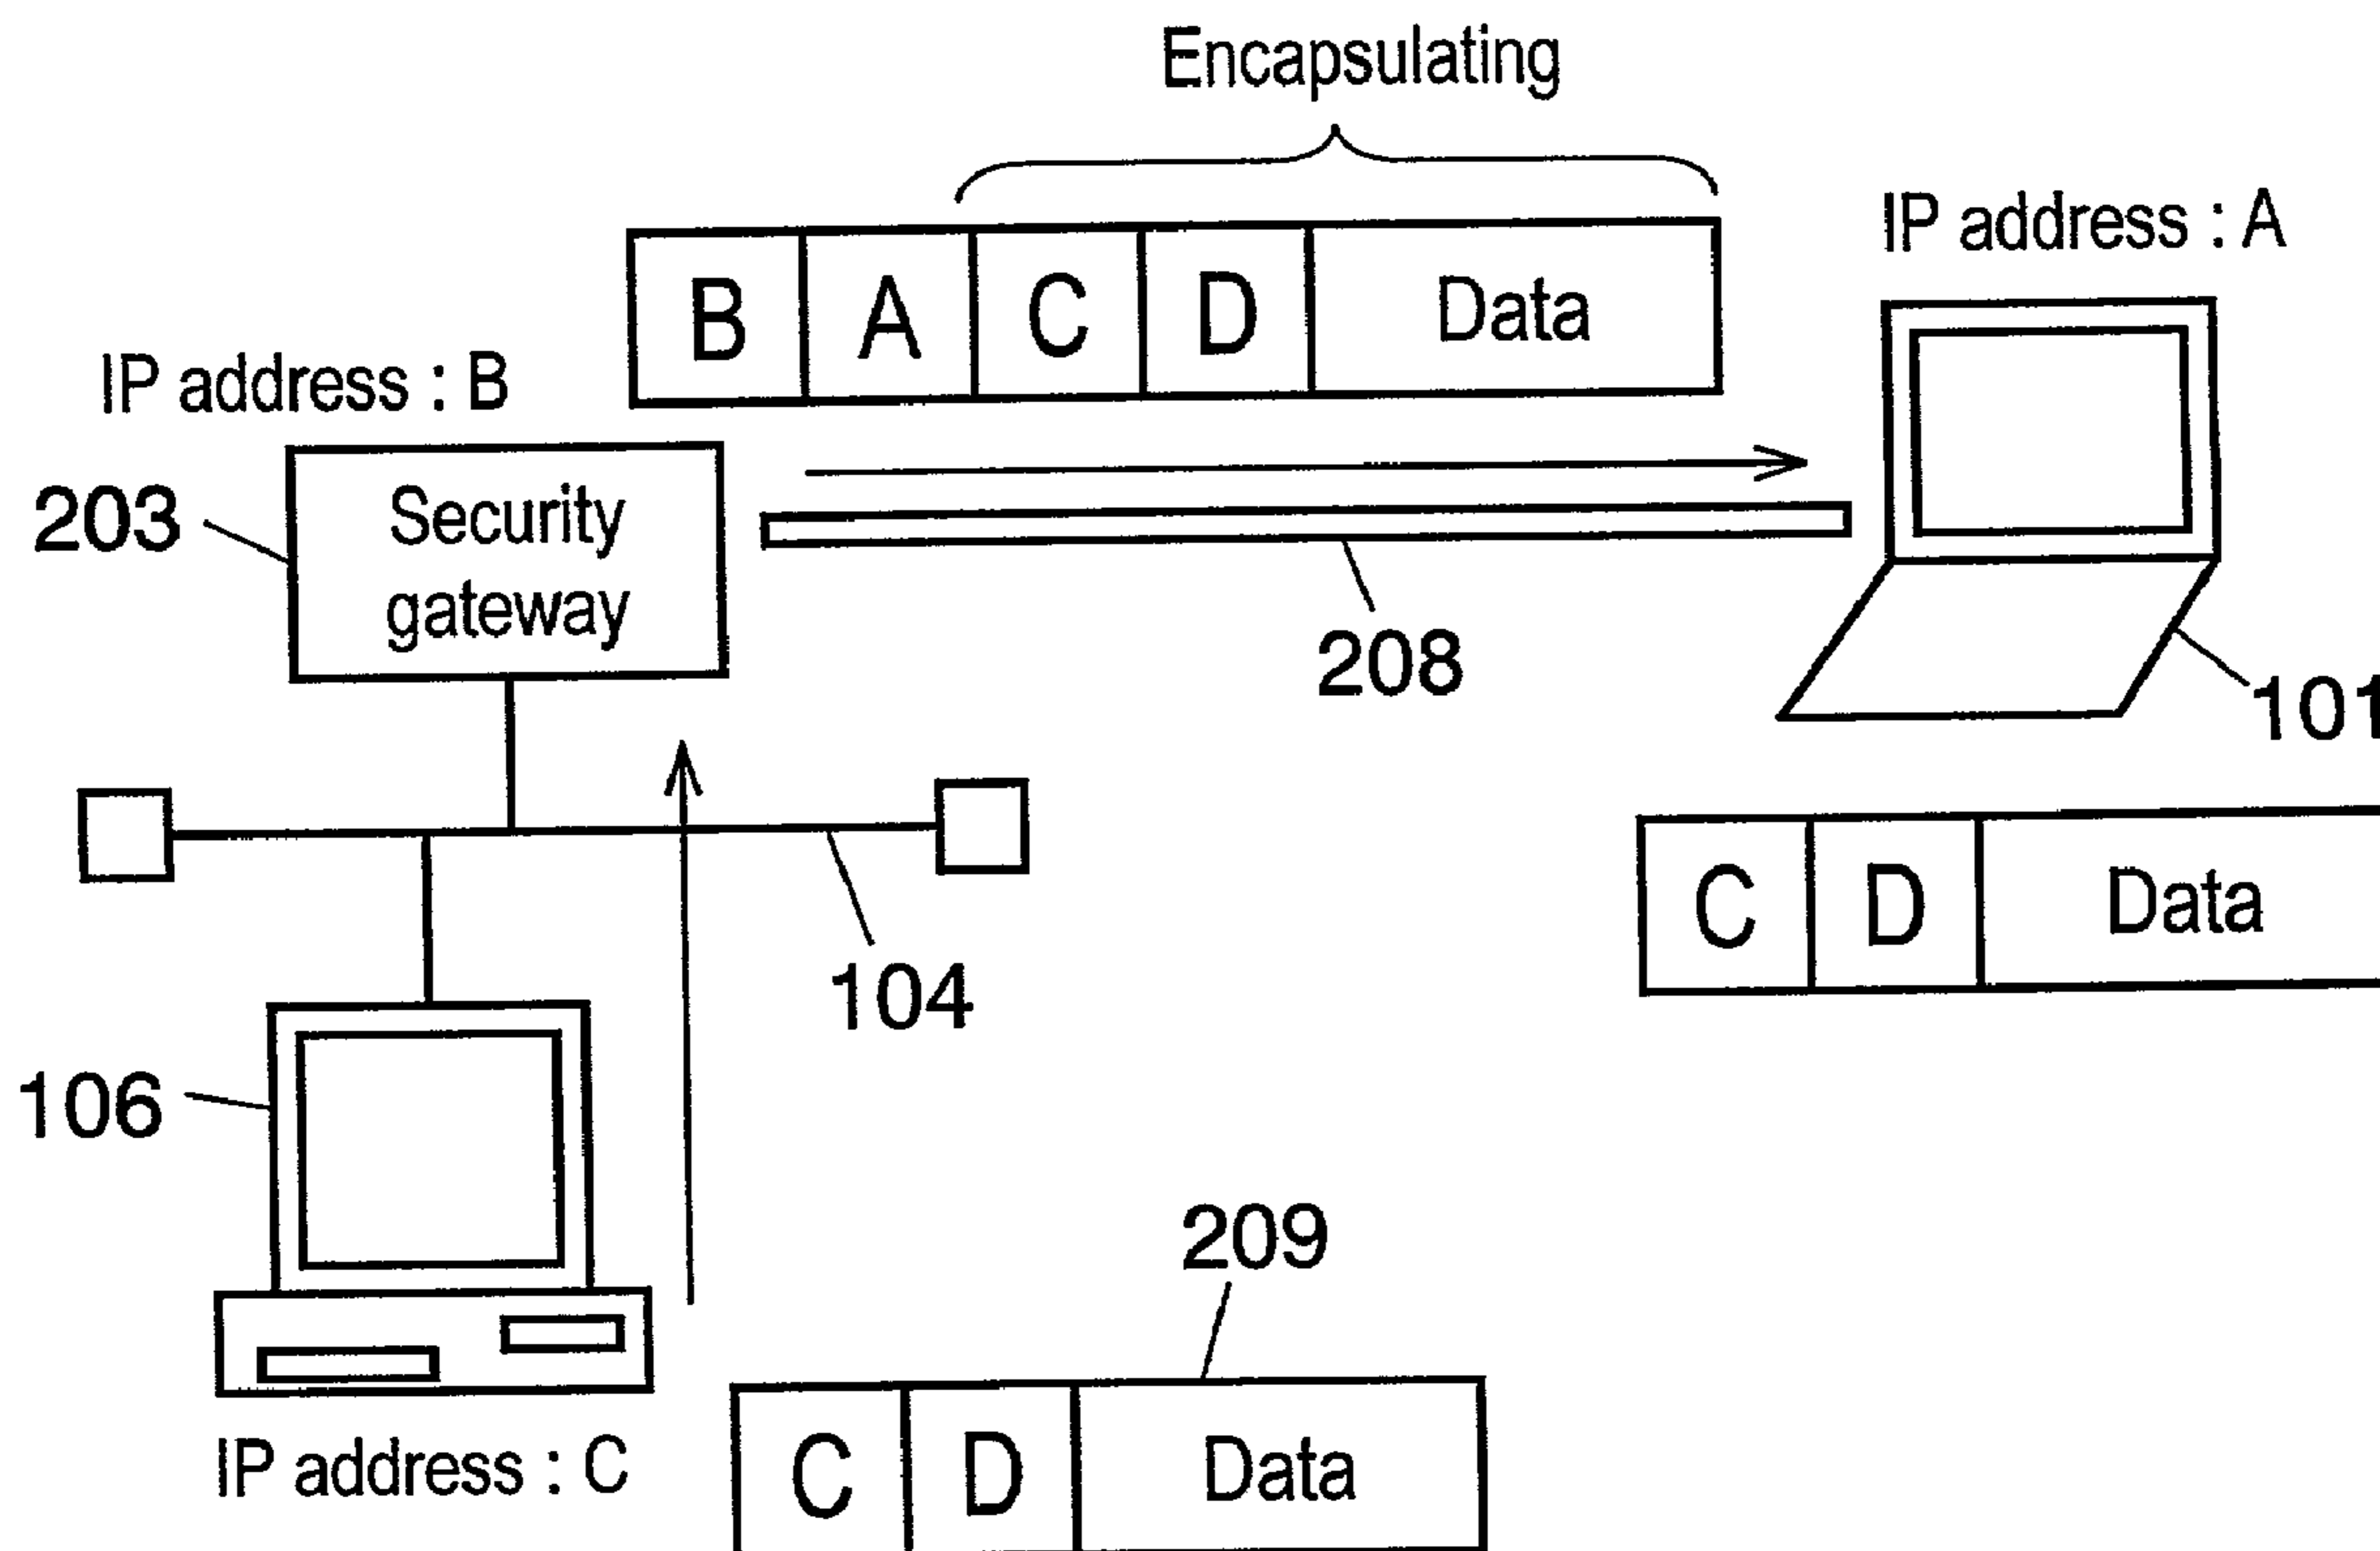 Encapsulating
IP address : A
B A C D Data
IP address : B
203
Security
gateway
208
101
C D Data
104
106
209
IP address : C
C D Data